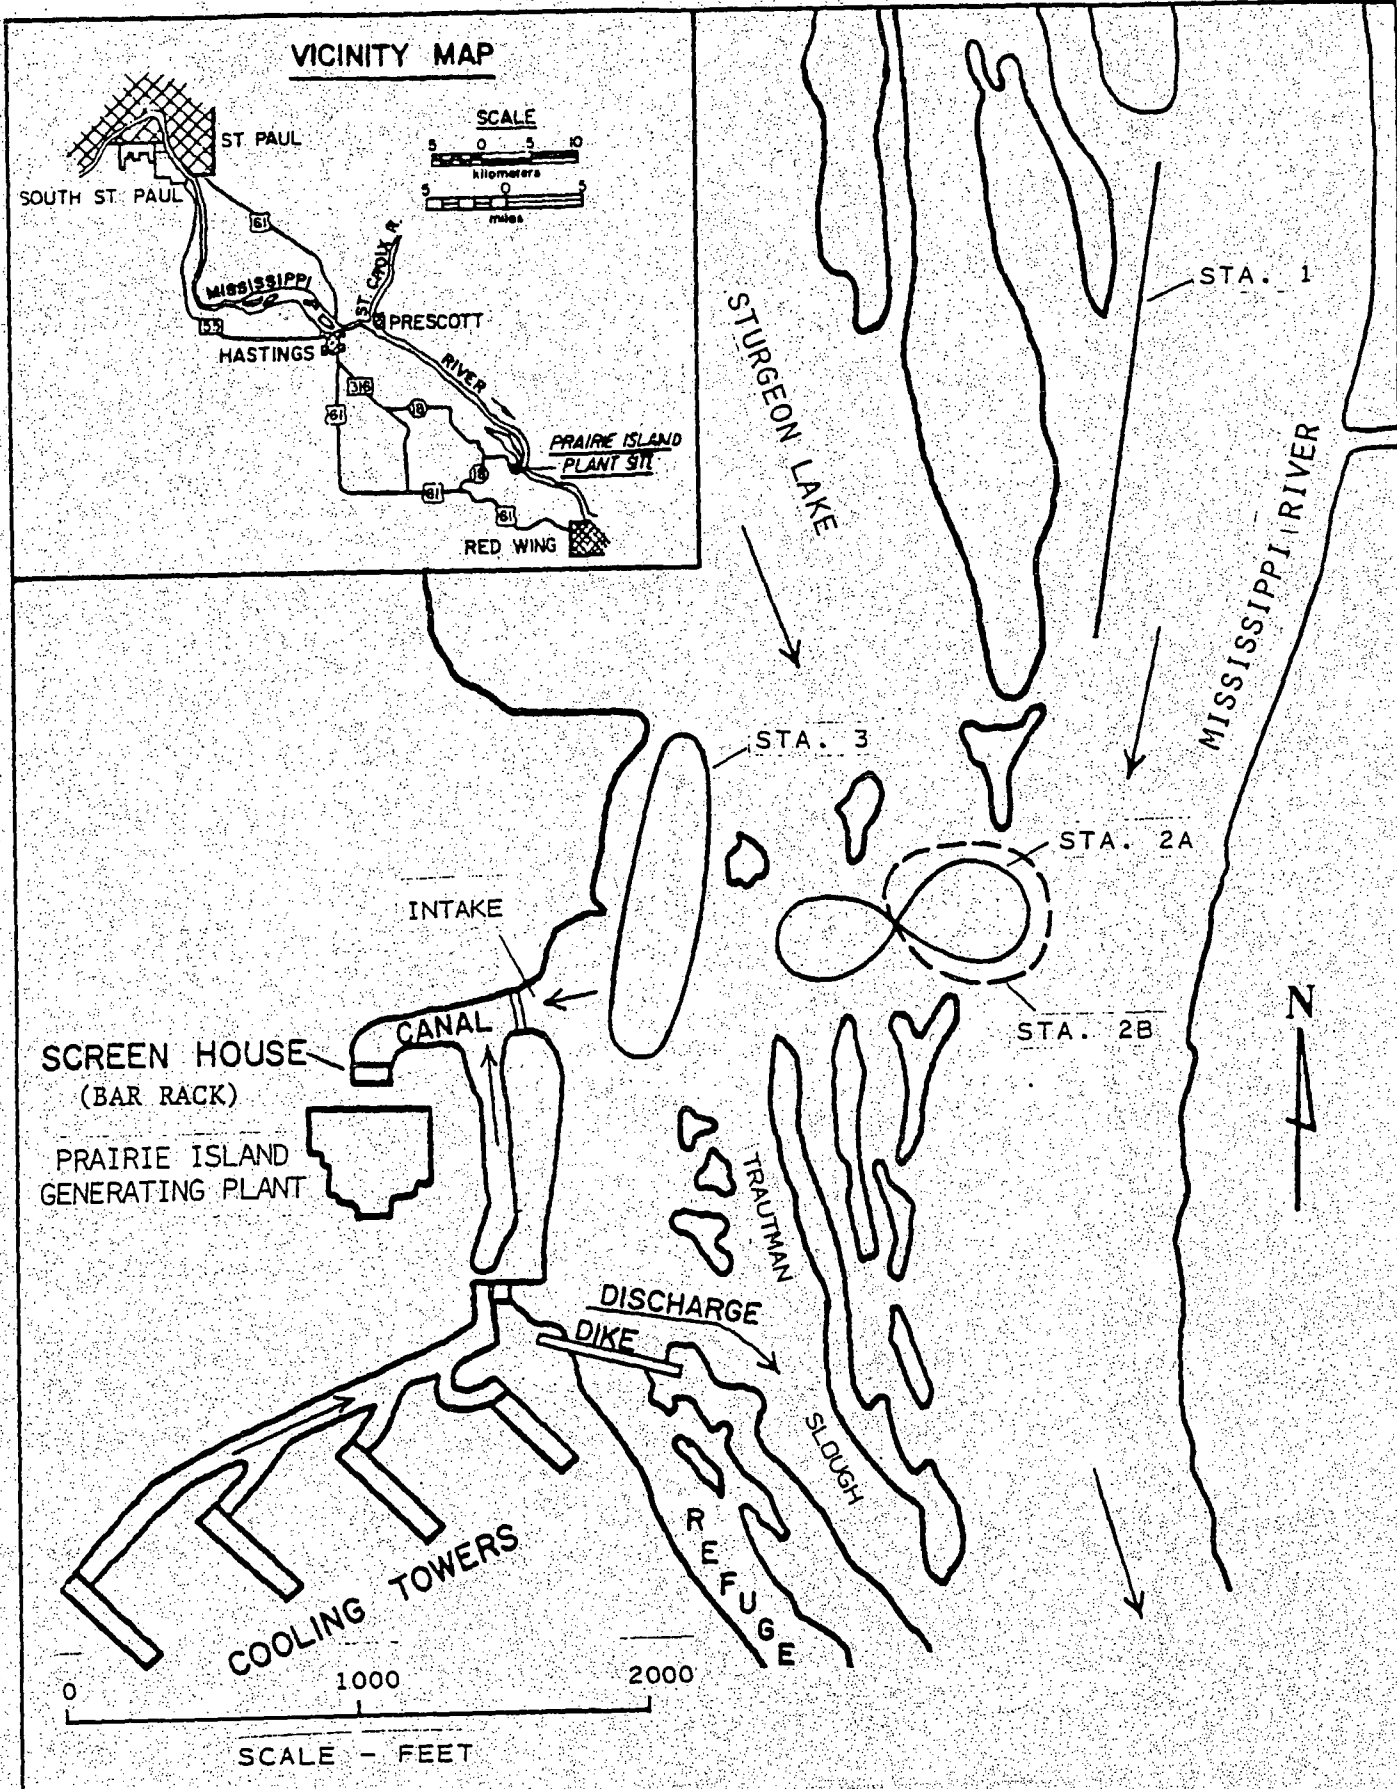 VICINITY MAP
SCALE
5 0 5 10
kilometers
5 0 5
miles
ST PAUL
SOUTH ST. PAUL
61
MISSISSIPPI
ST CROIX R.
55
PRESCOTT
HASTINGS
RIVER
316
18
61
PRAIRIE ISLAND
PLANT SITE
18
61
61
RED WING
STA. 1
STURGEON LAKE
MISSISSIPPI RIVER
STA. 3
STA. 2A
INTAKE
N
CANAL
STA. 2B
SCREEN HOUSE
(BAR RACK)
PRAIRIE ISLAND
GENERATING PLANT
TRAUTMAN
DISCHARGE
DIKE
SLOUGH
REFUGE
COOLING TOWERS
0 1000 2000
SCALE - FEET